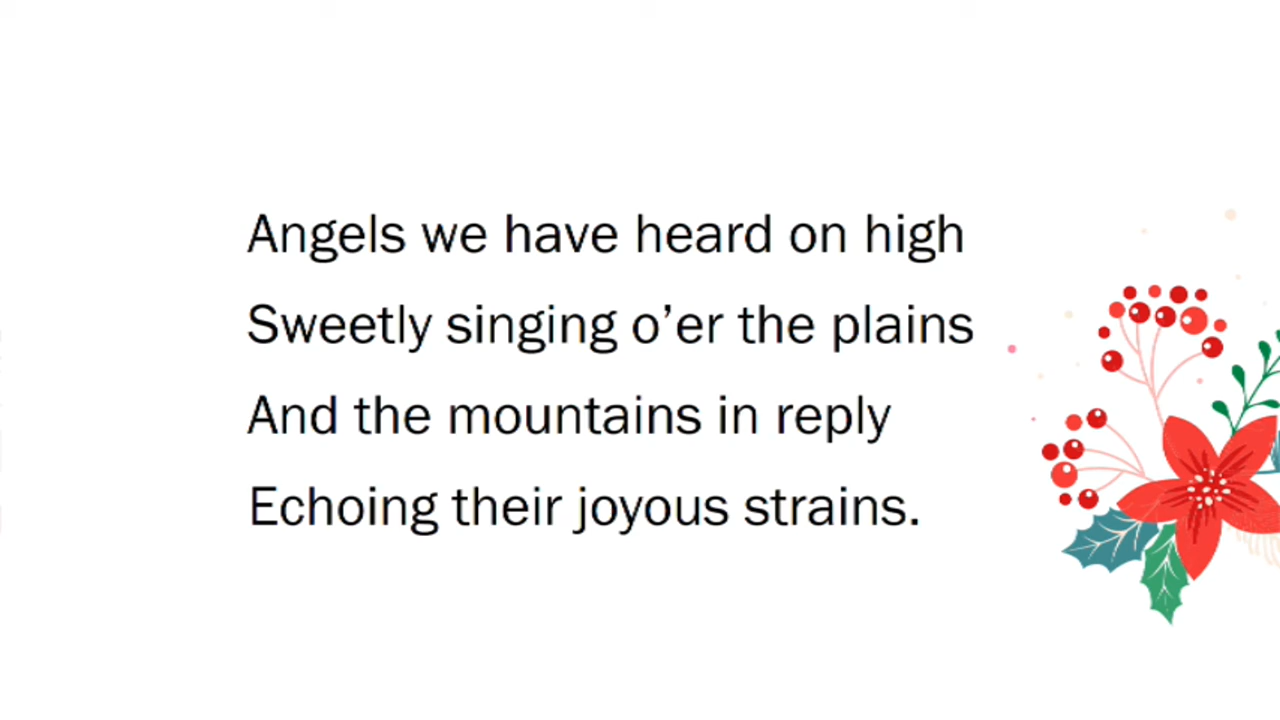 Angels we have heard on high
Sweetly singing o’er the plains
And the mountains in reply
Echoing their joyous strains.